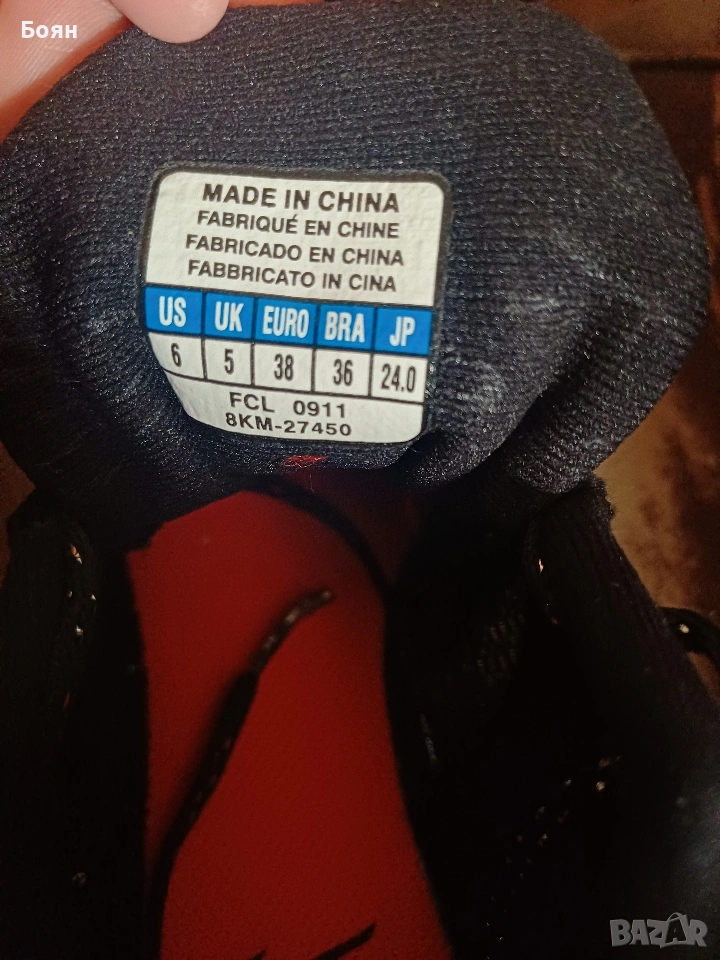 Боян
MADE IN CHINA
FABRIQUÉ EN CHINE
FABRICADO EN CHINA
FABBRICATO IN CINA
US UK EURO BRA JP
6 5 38 36 24.0
FCL 0911
8KM-27450
BAZAR